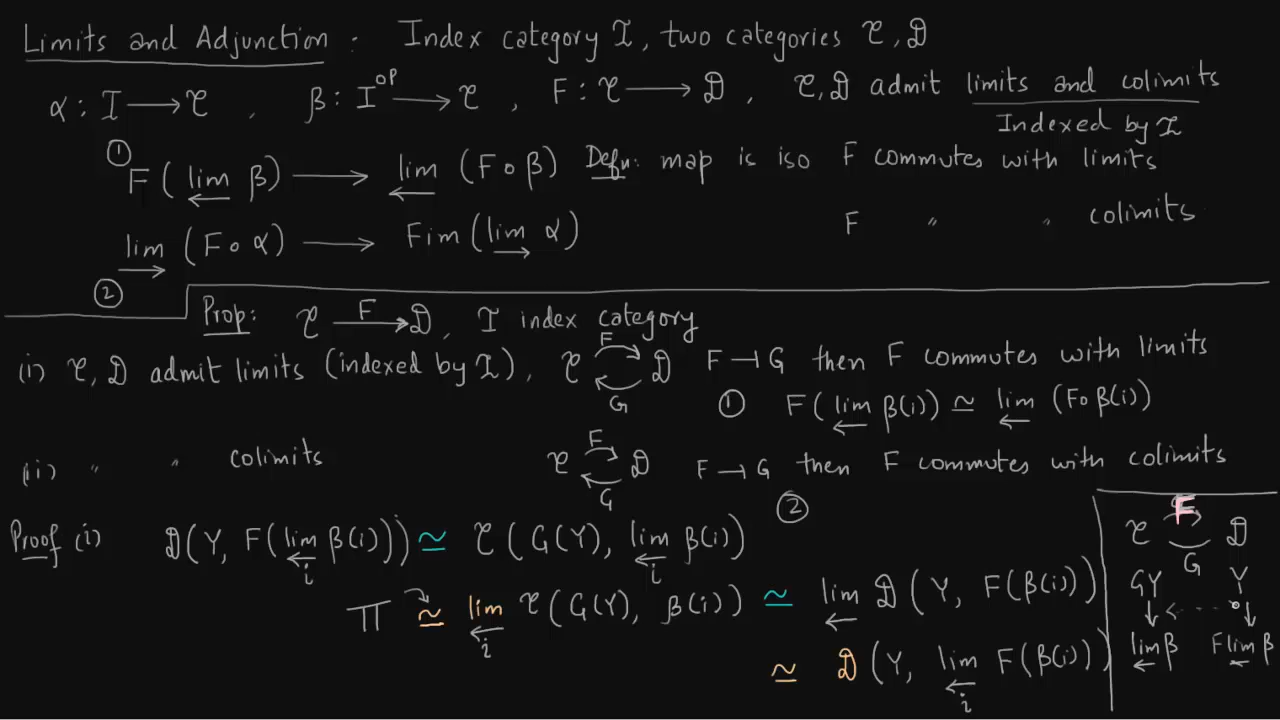 Limits and Adjunction : Index category I, two categories C, D
α : I → C , β : I^op → C , F : C → D , C, D admit limits and colimits
Indexed by I
① F ( lim← β) → lim← (F ∘ β) Defn: map is iso F commutes with limits
② lim→ (F ∘ α) → Fim (lim→ α) F " " colimits
Prop: C —F→ D, I index category
(i) C, D admit limits (indexed by I), C F ⇄ G D F ⊣ G then F commutes with limits
① F( lim← β(i)) ≃ lim← (F∘β(i))
(ii) " " colimits C F ⇄ G D F ⊣ G then F commutes with colimits
②
Proof (i) D(Y, F(lim←i β(i))) ≃ C(G(Y), lim←i β(i))
Π ≃ lim←i C(G(Y), β(i)) ≃ lim← D(Y, F(β(i)))
≃ D(Y, lim←i F(β(i)))
C F ⇄ G D
GY Y
↓ ⇠ ↓
lim← β F lim← β